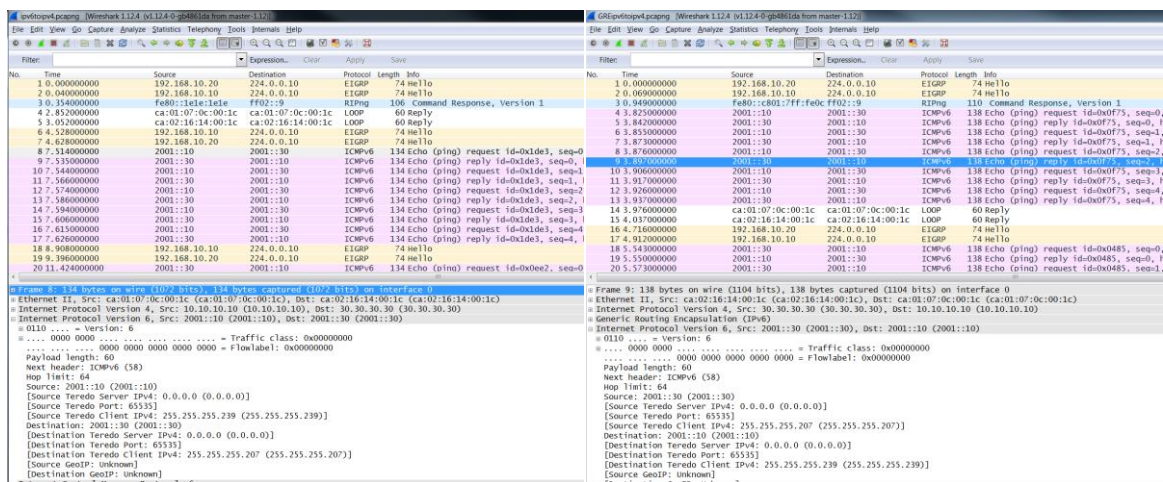 ipv6toipv4.pcapng [Wireshark 1.12.4 (v1.12.4-0-gb4861da from master-1.12)]
File Edit View Go Capture Analyze Statistics Telephony Tools Internals Help
Filter: Expression... Clear Apply Save
No. Time Source Destination Protocol Length Info
1 0.000000000 192.168.10.20 224.0.0.10 EIGRP 74 Hello
2 0.040000000 192.168.10.10 224.0.0.10 EIGRP 74 Hello
3 0.354000000 fe80::1e1e:1e1e ff02::9 RIPng 106 Command Response, Version 1
4 2.852000000 ca:01:07:0c:00:1c ca:01:07:0c:00:1c LOOP 60 Reply
5 3.052000000 ca:02:16:14:00:1c ca:02:16:14:00:1c LOOP 60 Reply
6 4.528000000 192.168.10.10 224.0.0.10 EIGRP 74 Hello
7 4.628000000 192.168.10.20 224.0.0.10 EIGRP 74 Hello
8 7.514000000 2001::10 2001::30 ICMPv6 134 Echo (ping) request id=0x1de3, seq=0
9 7.535000000 2001::30 2001::10 ICMPv6 134 Echo (ping) reply id=0x1de3, seq=0,
10 7.544000000 2001::10 2001::30 ICMPv6 134 Echo (ping) request id=0x1de3, seq=1
11 7.566000000 2001::30 2001::10 ICMPv6 134 Echo (ping) reply id=0x1de3, seq=1,
12 7.574000000 2001::10 2001::30 ICMPv6 134 Echo (ping) request id=0x1de3, seq=2
13 7.586000000 2001::30 2001::10 ICMPv6 134 Echo (ping) reply id=0x1de3, seq=2,
14 7.594000000 2001::10 2001::30 ICMPv6 134 Echo (ping) request id=0x1de3, seq=3
15 7.606000000 2001::30 2001::10 ICMPv6 134 Echo (ping) reply id=0x1de3, seq=3,
16 7.615000000 2001::10 2001::30 ICMPv6 134 Echo (ping) request id=0x1de3, seq=4
17 7.626000000 2001::30 2001::10 ICMPv6 134 Echo (ping) reply id=0x1de3, seq=4,
18 8.908000000 192.168.10.10 224.0.0.10 EIGRP 74 Hello
19 9.396000000 192.168.10.20 224.0.0.10 EIGRP 74 Hello
20 11.424000000 2001::30 2001::10 ICMPv6 134 Echo (ping) request id=0x0ee2, seq=0
Frame 8: 134 bytes on wire (1072 bits), 134 bytes captured (1072 bits) on interface 0
Ethernet II, Src: ca:01:07:0c:00:1c (ca:01:07:0c:00:1c), Dst: ca:02:16:14:00:1c (ca:02:16:14:00:1c)
Internet Protocol Version 4, Src: 10.10.10.10 (10.10.10.10), Dst: 30.30.30.30 (30.30.30.30)
Internet Protocol Version 6, Src: 2001::10 (2001::10), Dst: 2001::30 (2001::30)
0110 .... = Version: 6
.... 0000 0000 .... .... .... .... .... = Traffic class: 0x00000000
.... .... .... 0000 0000 0000 0000 0000 = Flowlabel: 0x00000000
Payload length: 60
Next header: ICMPv6 (58)
Hop limit: 64
Source: 2001::10 (2001::10)
[Source Teredo Server IPv4: 0.0.0.0 (0.0.0.0)]
[Source Teredo Port: 65535]
[Source Teredo Client IPv4: 255.255.255.239 (255.255.255.239)]
Destination: 2001::30 (2001::30)
[Destination Teredo Server IPv4: 0.0.0.0 (0.0.0.0)]
[Destination Teredo Port: 65535]
[Destination Teredo Client IPv4: 255.255.255.207 (255.255.255.207)]
[Source GeoIP: Unknown]
[Destination GeoIP: Unknown]
GREipv6toipv4.pcapng [Wireshark 1.12.4 (v1.12.4-0-gb4861da from master-1.12)]
File Edit View Go Capture Analyze Statistics Telephony Tools Internals Help
Filter: Expression... Clear Apply Save
No. Time Source Destination Protocol Length Info
1 0.000000000 192.168.10.20 224.0.0.10 EIGRP 74 Hello
2 0.069000000 192.168.10.10 224.0.0.10 EIGRP 74 Hello
3 0.949000000 fe80::c801:7ff:fe0c ff02::9 RIPng 110 Command Response, Version 1
4 3.825000000 2001::10 2001::30 ICMPv6 138 Echo (ping) request id=0x0f75, seq=0,
5 3.842000000 2001::30 2001::10 ICMPv6 138 Echo (ping) reply id=0x0f75, seq=0, h
6 3.855000000 2001::10 2001::30 ICMPv6 138 Echo (ping) request id=0x0f75, seq=1,
7 3.873000000 2001::30 2001::10 ICMPv6 138 Echo (ping) reply id=0x0f75, seq=1, h
8 3.876000000 2001::10 2001::30 ICMPv6 138 Echo (ping) request id=0x0f75, seq=2,
9 3.897000000 2001::30 2001::10 ICMPv6 138 Echo (ping) reply id=0x0f75, seq=2, h
10 3.906000000 2001::10 2001::30 ICMPv6 138 Echo (ping) request id=0x0f75, seq=3,
11 3.917000000 2001::30 2001::10 ICMPv6 138 Echo (ping) reply id=0x0f75, seq=3, h
12 3.926000000 2001::10 2001::30 ICMPv6 138 Echo (ping) request id=0x0f75, seq=4,
13 3.937000000 2001::30 2001::10 ICMPv6 138 Echo (ping) reply id=0x0f75, seq=4, h
14 3.976000000 ca:01:07:0c:00:1c ca:01:07:0c:00:1c LOOP 60 Reply
15 4.037000000 ca:02:16:14:00:1c ca:02:16:14:00:1c LOOP 60 Reply
16 4.716000000 192.168.10.20 224.0.0.10 EIGRP 74 Hello
17 4.912000000 192.168.10.10 224.0.0.10 EIGRP 74 Hello
18 5.543000000 2001::30 2001::10 ICMPv6 138 Echo (ping) request id=0x0485, seq=0,
19 5.550000000 2001::10 2001::30 ICMPv6 138 Echo (ping) reply id=0x0485, seq=0, h
20 5.573000000 2001::30 2001::10 ICMPv6 138 Echo (ping) request id=0x0485, seq=1,
Frame 9: 138 bytes on wire (1104 bits), 138 bytes captured (1104 bits) on interface 0
Ethernet II, Src: ca:02:16:14:00:1c (ca:02:16:14:00:1c), Dst: ca:01:07:0c:00:1c (ca:01:07:0c:00:1c)
Internet Protocol Version 4, Src: 30.30.30.30 (30.30.30.30), Dst: 10.10.10.10 (10.10.10.10)
Generic Routing Encapsulation (IPv6)
Internet Protocol Version 6, Src: 2001::30 (2001::30), Dst: 2001::10 (2001::10)
0110 .... = Version: 6
.... 0000 0000 .... .... .... .... .... = Traffic class: 0x00000000
.... .... .... 0000 0000 0000 0000 0000 = Flowlabel: 0x00000000
Payload length: 60
Next header: ICMPv6 (58)
Hop limit: 64
Source: 2001::30 (2001::30)
[Source Teredo Server IPv4: 0.0.0.0 (0.0.0.0)]
[Source Teredo Port: 65535]
[Source Teredo Client IPv4: 255.255.255.207 (255.255.255.207)]
Destination: 2001::10 (2001::10)
[Destination Teredo Server IPv4: 0.0.0.0 (0.0.0.0)]
[Destination Teredo Port: 65535]
[Destination Teredo Client IPv4: 255.255.255.239 (255.255.255.239)]
[Source GeoIP: Unknown]